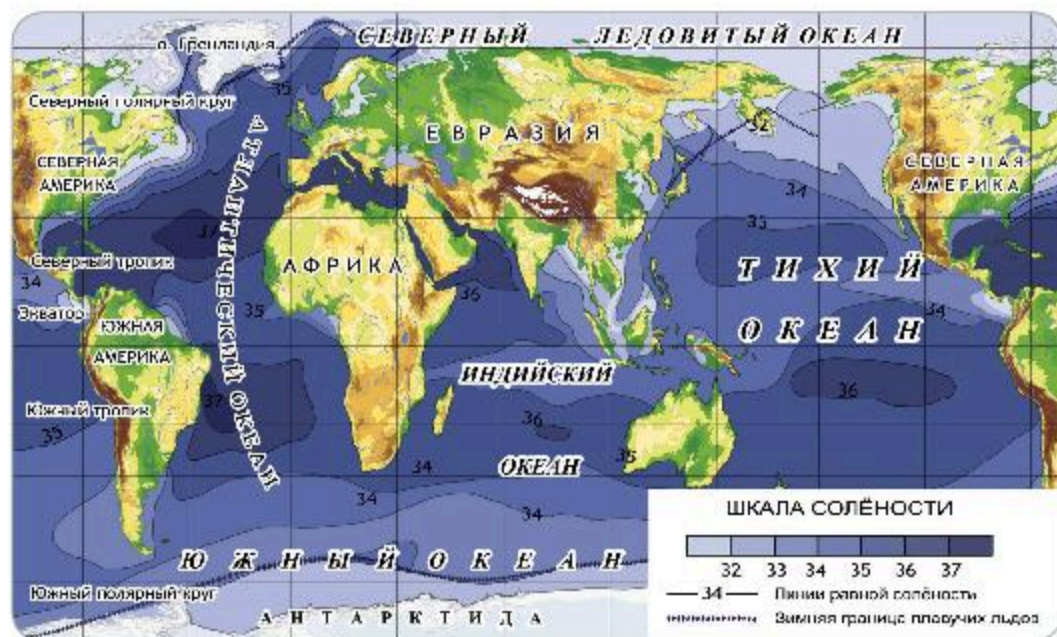 СЕВЕРНЫЙ ЛЕДОВИТЫЙ ОКЕАН
о. Гренландия
35
Северный полярный круг
ЕВРАЗИЯ
32
СЕВЕРНАЯ
АМЕРИКА
СЕВЕРНАЯ
АМЕРИКА
34
АТЛАНТИЧЕСКИЙ ОКЕАН
37
35
Северный тропик
АФРИКА
ТИХИЙ
ОКЕАН
34
36
34
Экватор
35
ЮЖНАЯ
АМЕРИКА
ИНДИЙСКИЙ
ОКЕАН
36
37
Южный тропик
36
35
35
34
34
34
ЮЖНЫЙ ОКЕАН
Южный полярный круг
АНТАРКТИДА
ШКАЛА СОЛЁНОСТИ
32 33 34 35 36 37
34 Линии равной солёности
Зимняя граница плавучих льдов